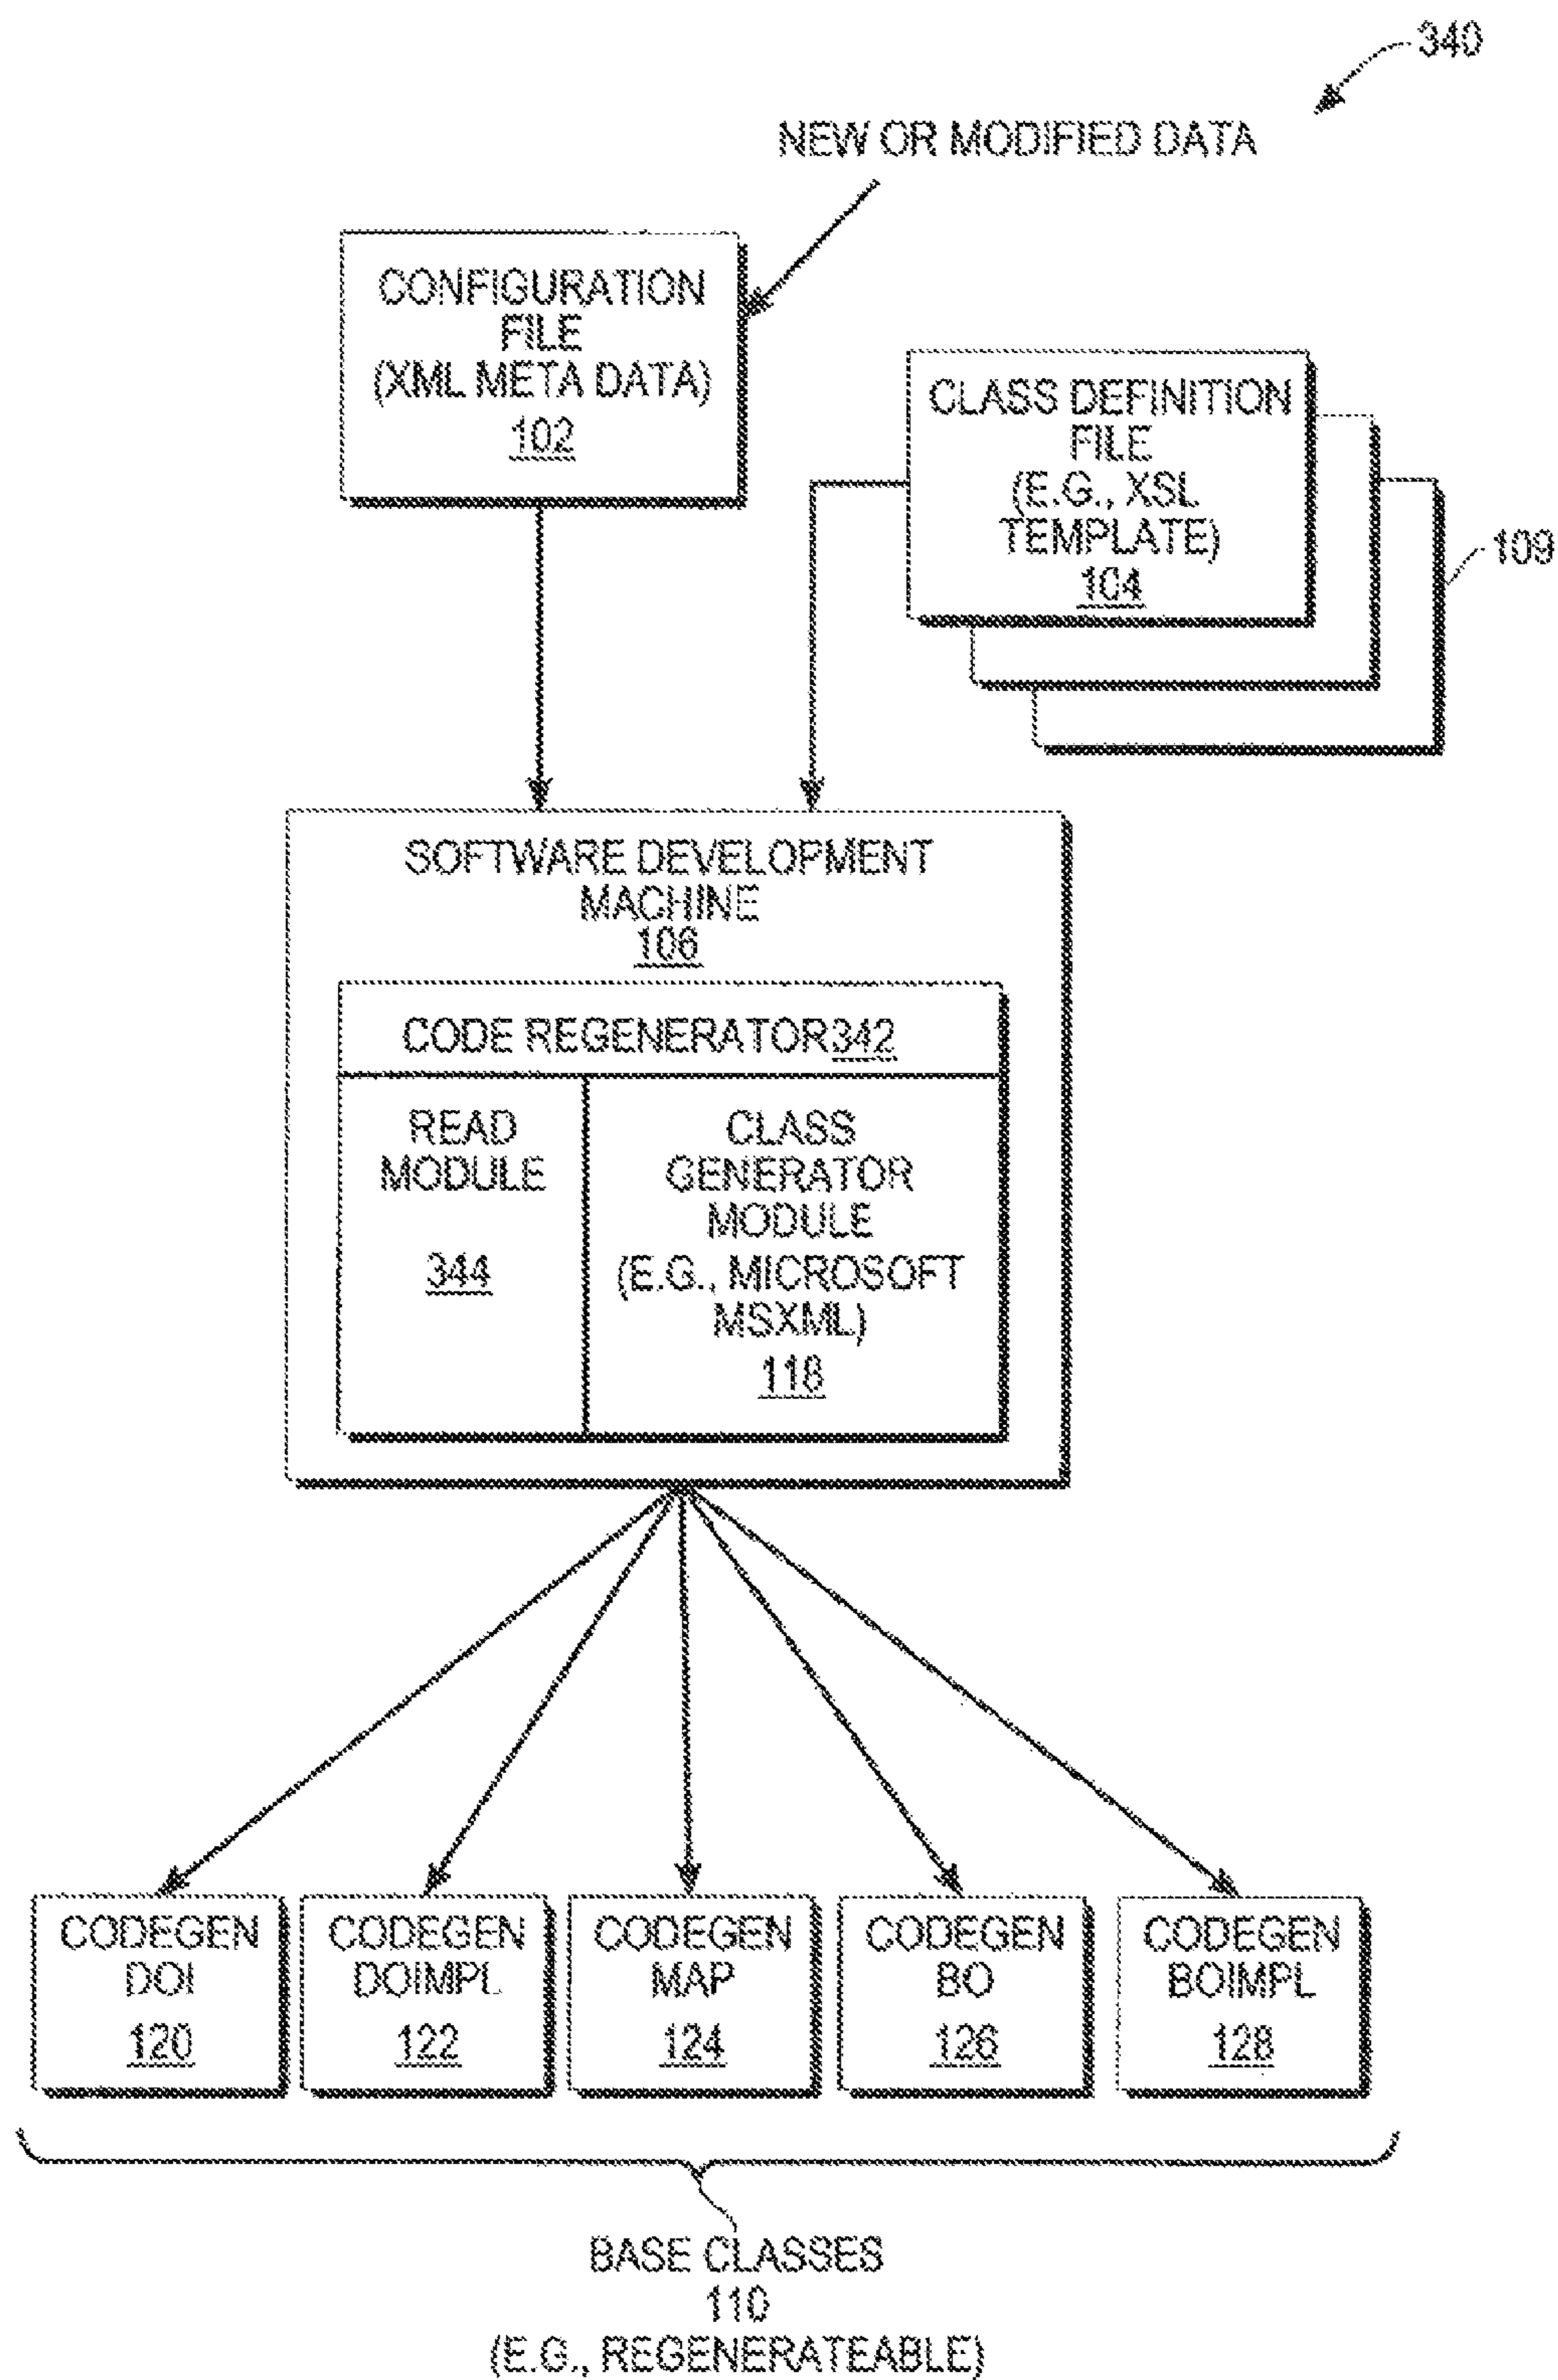 340
NEW OR MODIFIED DATA
CONFIGURATION
FILE
(XML META DATA)
102
CLASS DEFINITION
FILE
(E.G., XSL
TEMPLATE)
104
109
SOFTWARE DEVELOPMENT
MACHINE
106
CODE REGENERATOR 342
READ
MODULE
344
CLASS
GENERATOR
MODULE
(E.G., MICROSOFT
MSXML)
118
CODEGEN
DOI
120
CODEGEN
DOIMPL
122
CODEGEN
MAP
124
CODEGEN
BO
126
CODEGEN
BOIMPL
128
BASE CLASSES
110
(E.G., REGENERATEABLE)